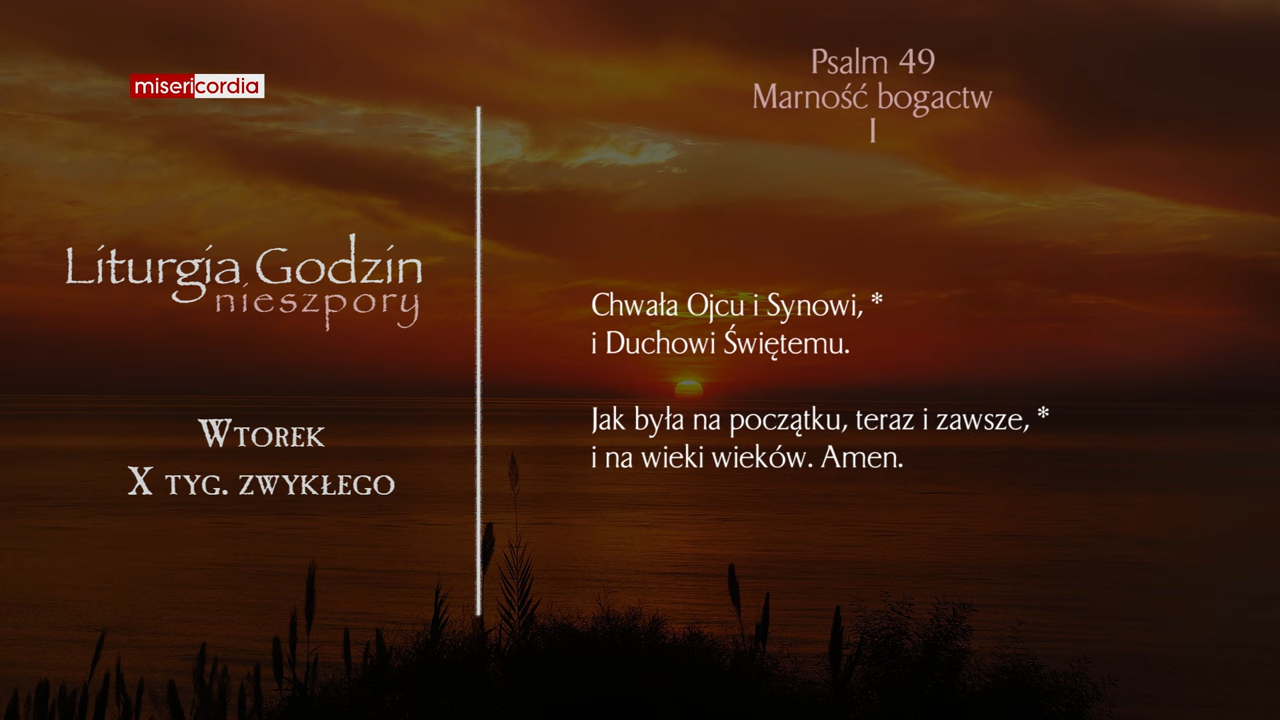 misericordia
Liturgia Godzin
nieszpory
Wtorek
X tyg. zwykłego
Psalm 49
Marność bogactw
I
Chwała Ojcu i Synowi, *
i Duchowi Świętemu.
Jak była na początku, teraz i zawsze, *
i na wieki wieków. Amen.